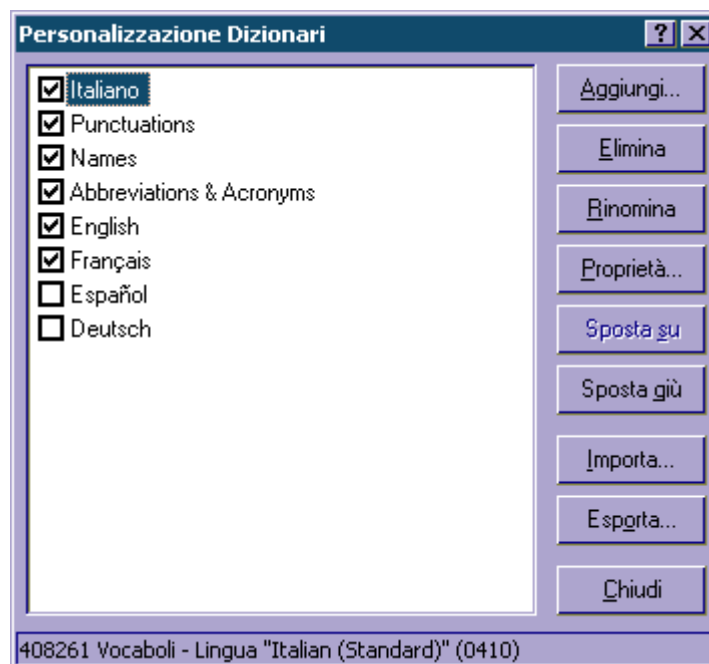 Personalizzazione Dizionari
Italiano
Punctuations
Names
Abbreviations & Acronyms
English
Français
Español
Deutsch
Aggiungi...
Elimina
Rinomina
Proprietà...
Sposta su
Sposta giù
Importa...
Esporta...
Chiudi
408261 Vocaboli - Lingua "Italian (Standard)" (0410)